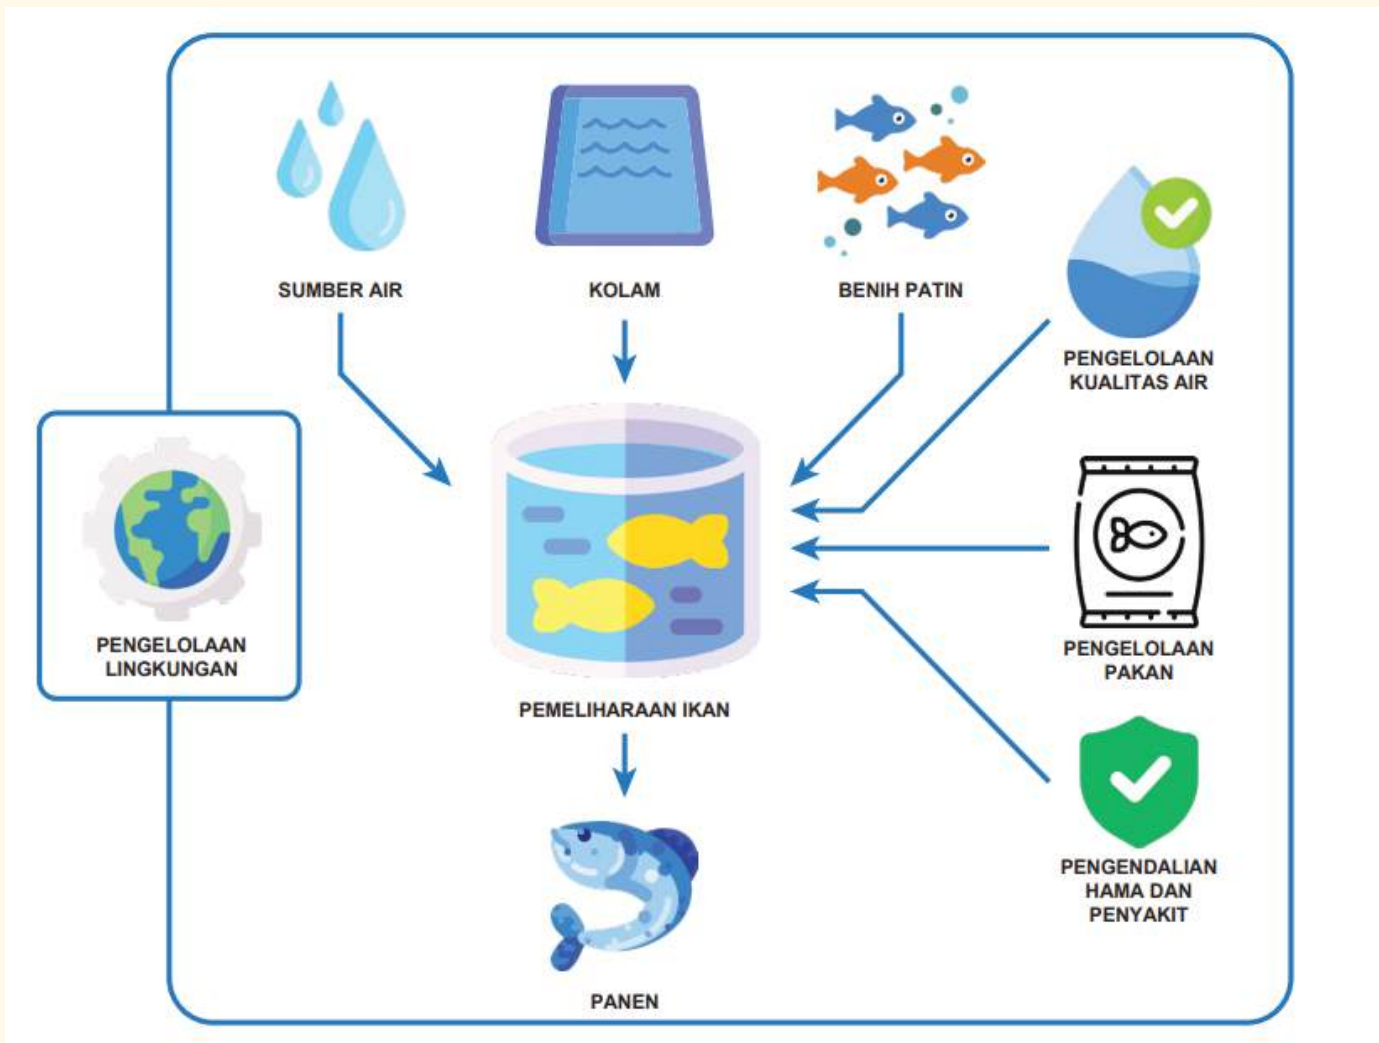 SUMBER AIR
KOLAM
BENIH PATIN
PENGELOLAAN
KUALITAS AIR
PENGELOLAAN
LINGKUNGAN
PENGELOLAAN
PAKAN
PEMELIHARAAN IKAN
PENGENDALIAN
HAMA DAN
PENYAKIT
PANEN